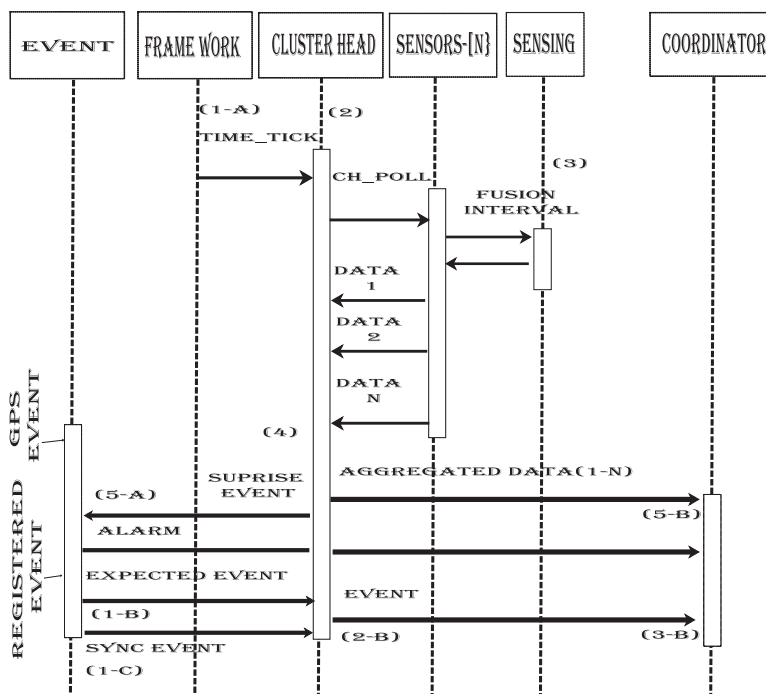 EVENT
FRAME WORK
CLUSTER HEAD
SENSORS-[N}
SENSING
COORDINATOR
(1-A)
(2)
TIME_TICK
(3)
CH_POLL
FUSION
INTERVAL
DATA
1
DATA
2
DATA
N
GPS
EVENT
(4)
SUPRISE
EVENT
AGGREGATED DATA(1-N)
(5-A)
(5-B)
ALARM
REGISTERED
EVENT
EXPECTED EVENT
EVENT
(1-B)
(2-B)
(3-B)
SYNC EVENT
(1-C)